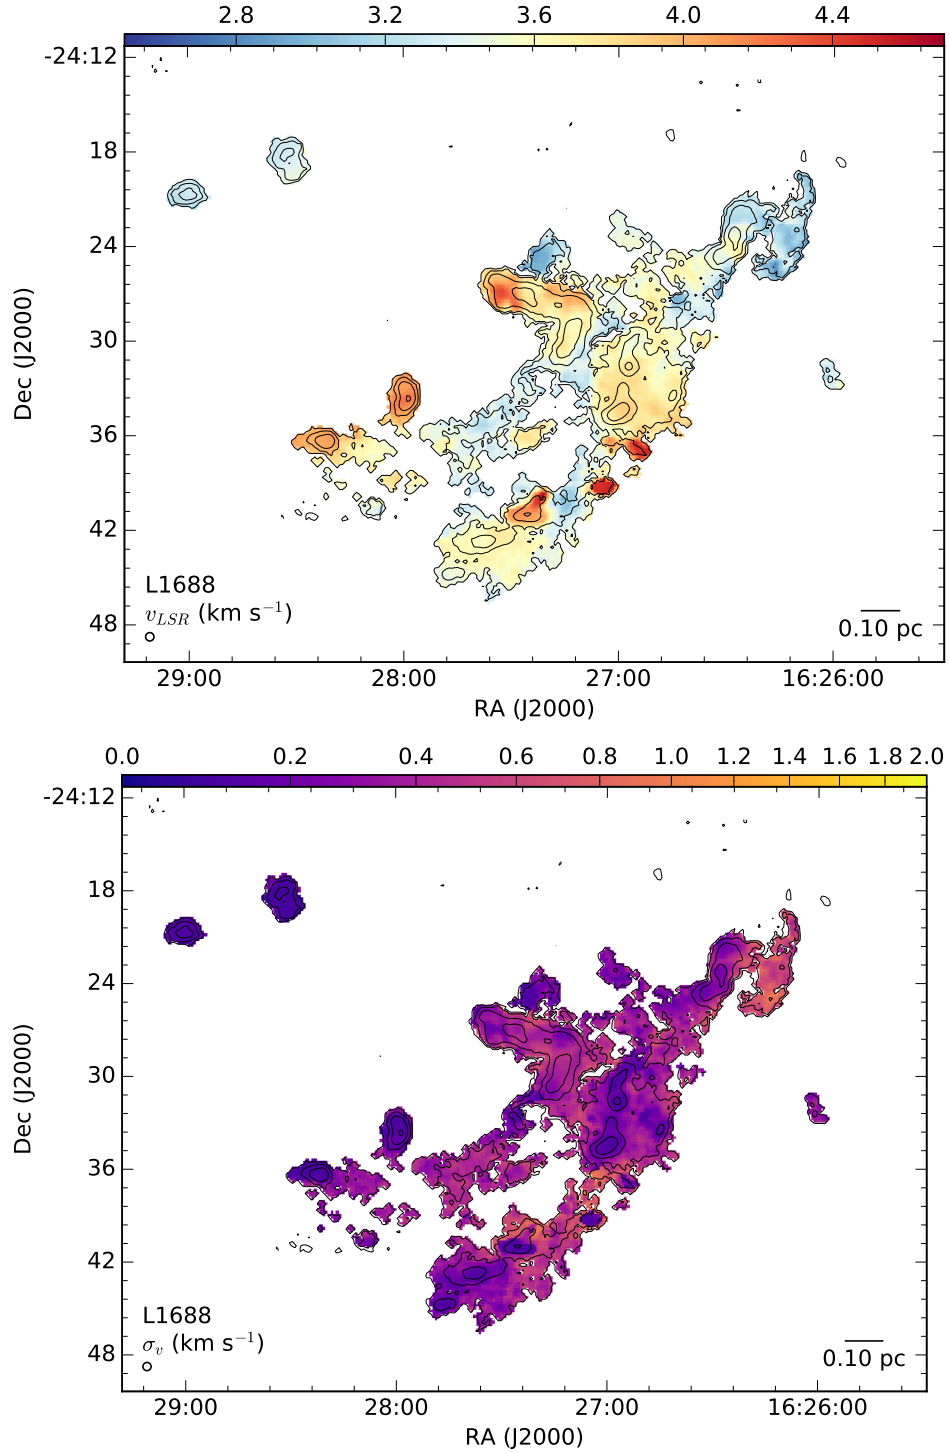 2.8 3.2 3.6 4.0 4.4
-24:12
18
24
30
36
42
48
Dec (J2000)
L1688
v_LSR (km s⁻¹)
0.10 pc
29:00 28:00 27:00 16:26:00
RA (J2000)
0.0 0.2 0.4 0.6 0.8 1.0 1.2 1.4 1.6 1.8 2.0
-24:12
18
24
30
36
42
48
Dec (J2000)
L1688
σ_v (km s⁻¹)
0.10 pc
29:00 28:00 27:00 16:26:00
RA (J2000)